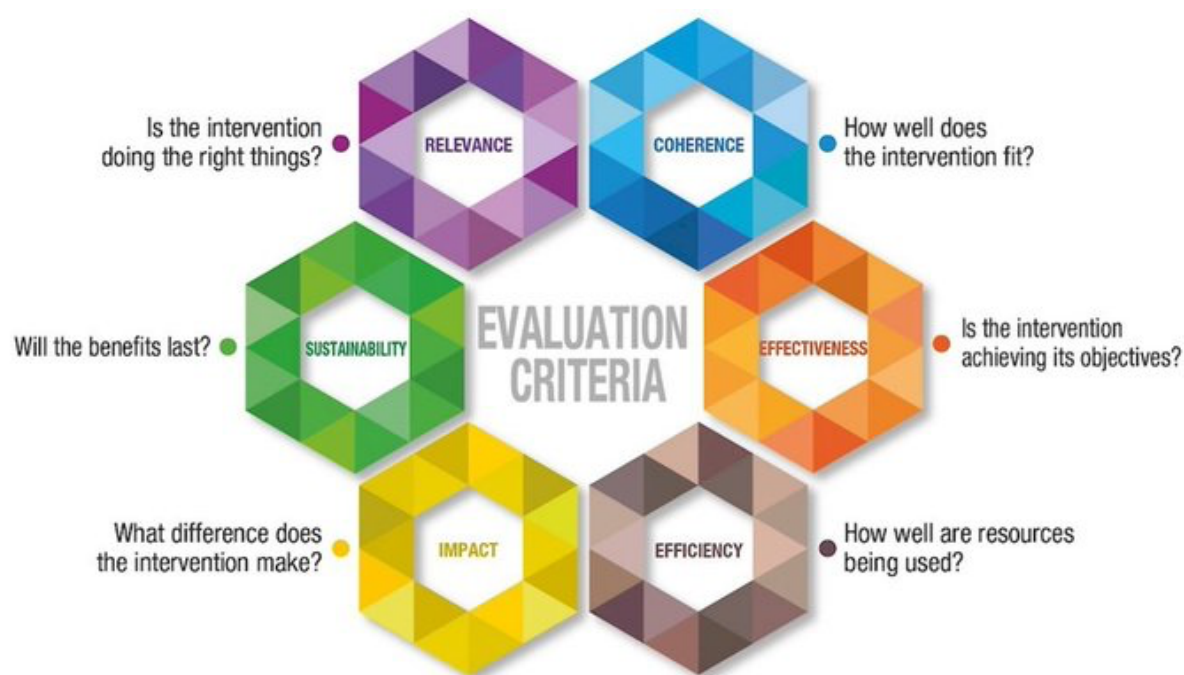 Is the intervention
doing the right things?
RELEVANCE
COHERENCE
How well does
the intervention fit?
Will the benefits last?
SUSTAINABILITY
EVALUATION
CRITERIA
EFFECTIVENESS
Is the intervention
achieving its objectives?
What difference does
the intervention make?
IMPACT
EFFICIENCY
How well are resources
being used?